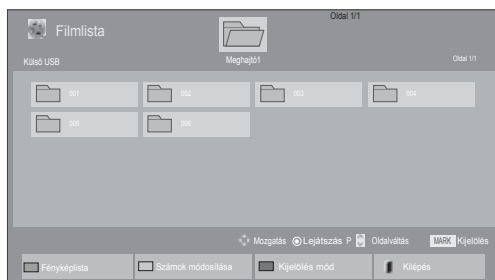 Oldal 1/1
Filmlista
Külső USB
Meghajtó1
Oldal 1/1
001
002
003
004
005
006
Mozgatás Lejátszás P Oldalváltás MARK Kijelölés
Fényképlista
Számok módosítása
Kijelölés mód
Kilépés